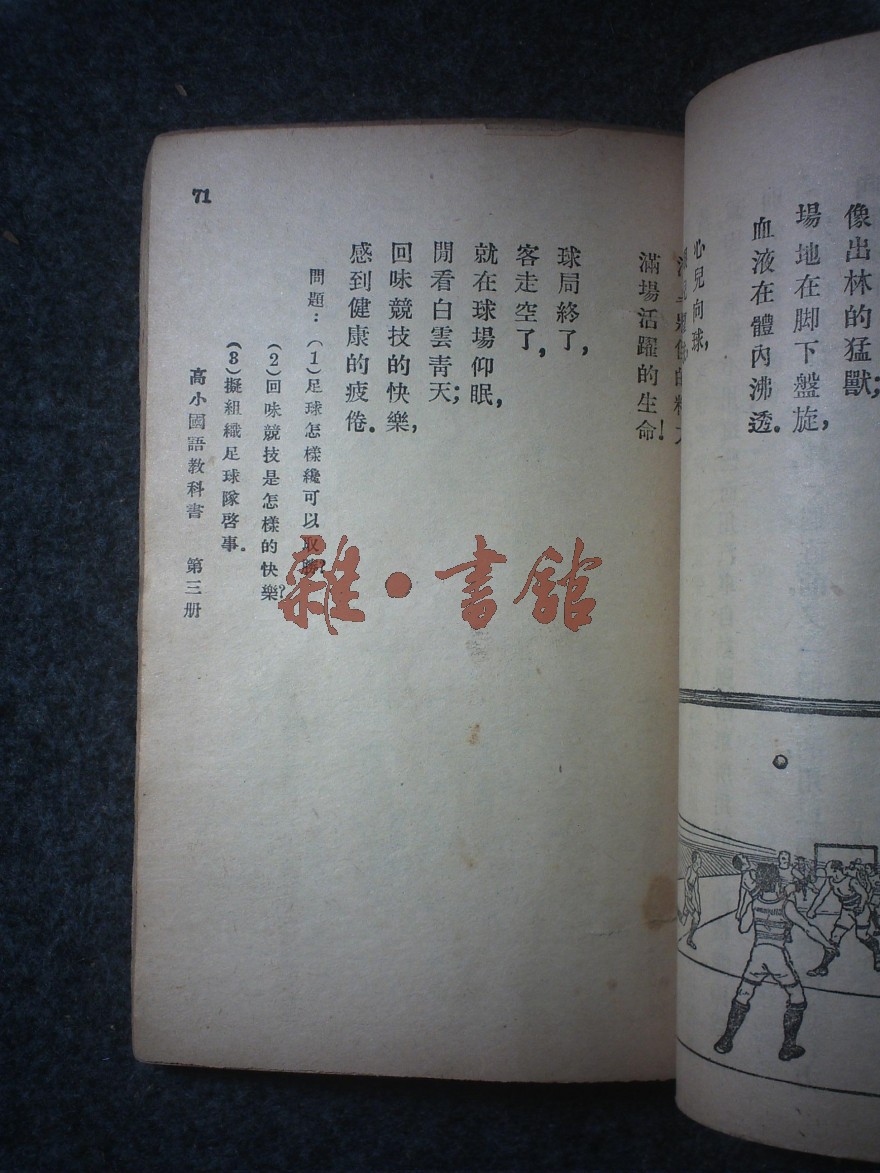 像出林的猛獸;
場地在脚下盤旋,
血液在體內沸透。
心兒向球,
滿場活躍的生命!
球局終了,
客走空了,
就在球場仰眠,
閒看白雲靑天;
回味競技的快樂,
感到健康的疲倦。
問題:(1)足球怎樣纔可以取勝?
(2)回味競技是怎樣的快樂?
(3)擬組織足球隊啓事。
高小國語教科書 第三册
71
雜·書館